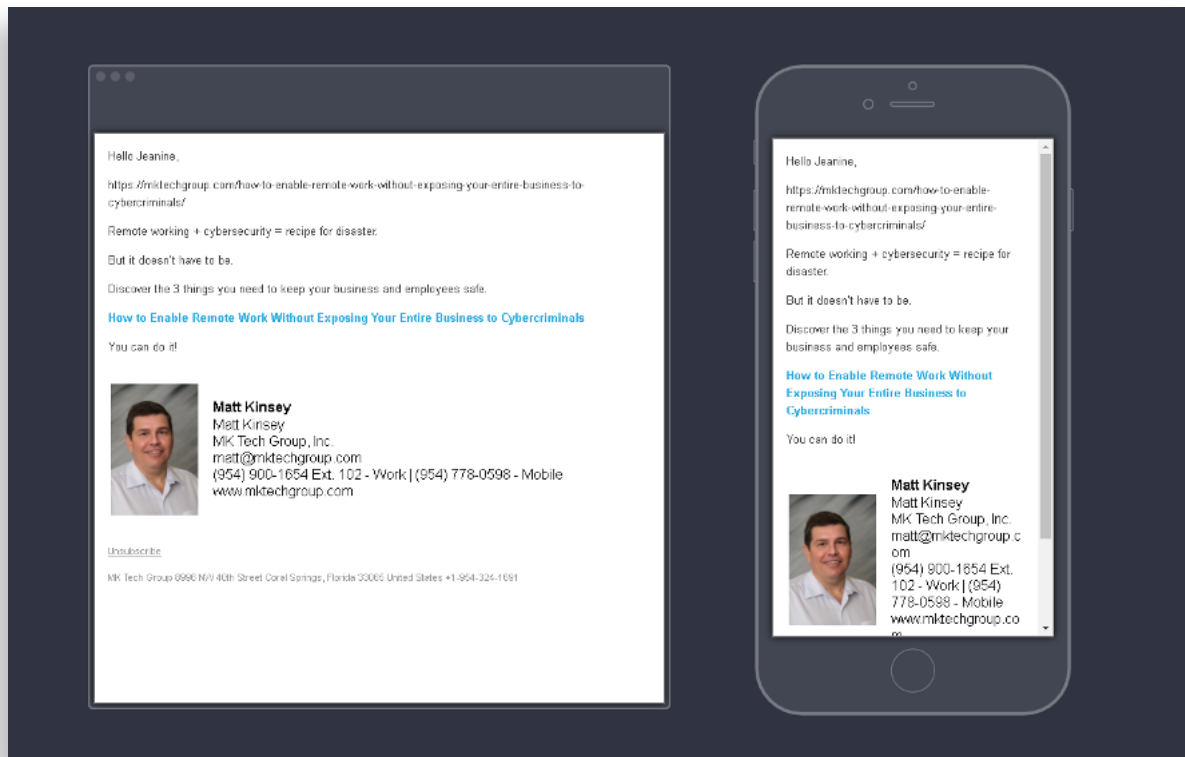 Hello Jeanine,
https://mktechgroup.com/how-to-enable-remote-work-without-exposing-your-entire-business-to-
cybercriminals/
Remote working + cybersecurity = recipe for disaster.
But it doesn't have to be.
Discover the 3 things you need to keep your business and employees safe.
How to Enable Remote Work Without Exposing Your Entire Business to Cybercriminals
You can do it!
Matt Kinsey
Matt Kinsey
MK Tech Group, Inc.
matt@mktechgroup.com
(954) 900-1654 Ext. 102 - Work | (954) 778-0598 - Mobile
www.mktechgroup.com
Unsubscribe
MK Tech Group 8996 NW 40th Street Coral Springs, Florida 33065 United States +1-954-324-1691
Hello Jeanine,
https://mktechgroup.com/how-to-enable-
remote-work-without-exposing-your-entire-
business-to-cybercriminals/
Remote working + cybersecurity = recipe for
disaster.
But it doesn't have to be.
Discover the 3 things you need to keep your
business and employees safe.
How to Enable Remote Work Without
Exposing Your Entire Business to
Cybercriminals
You can do it!
Matt Kinsey
Matt Kinsey
MK Tech Group, Inc.
matt@mktechgroup.c
om
(954) 900-1654 Ext.
102 - Work | (954)
778-0598 - Mobile
www.mktechgroup.co
m